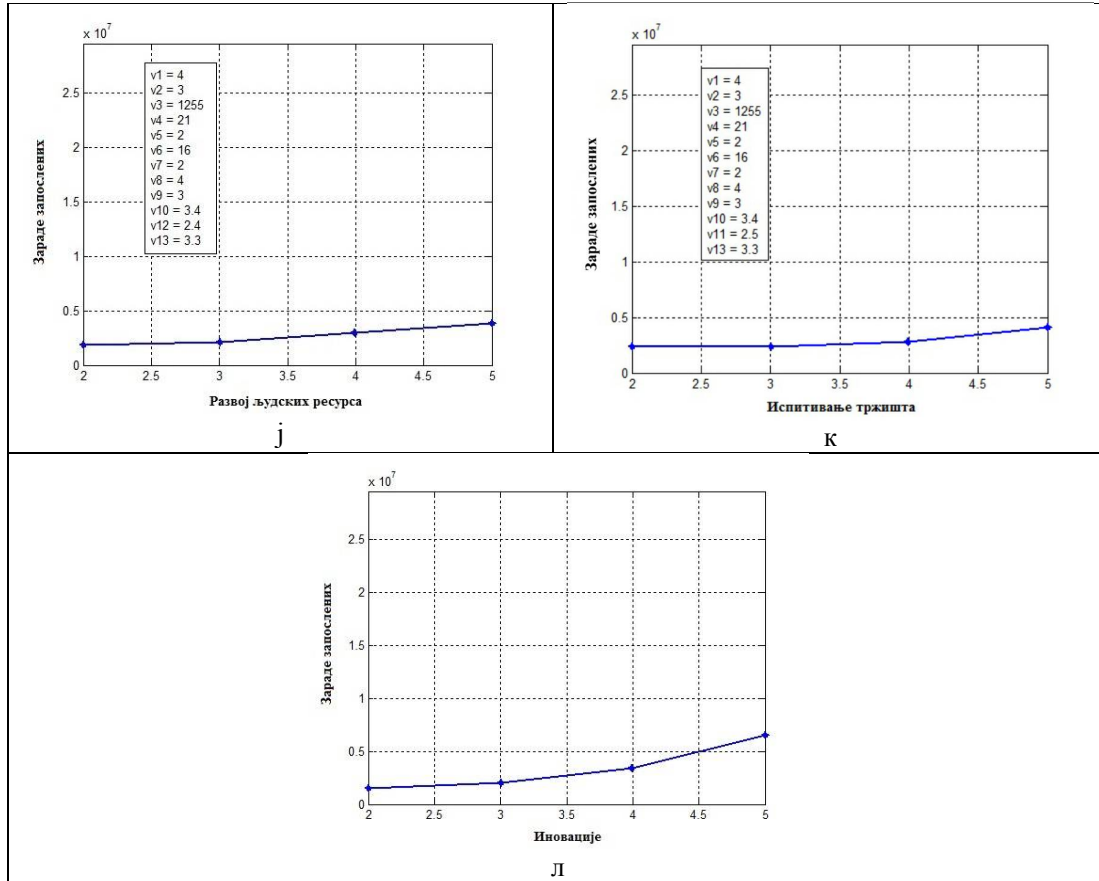 x 10^7
2.5
2
1.5
1
0.5
0
2
2.5
3
3.5
4
4.5
5
Зараде запослених
v1 = 4
v2 = 3
v3 = 1255
v4 = 21
v5 = 2
v6 = 16
v7 = 2
v8 = 4
v9 = 3
v10 = 3.4
v12 = 2.4
v13 = 3.3
Развој људских ресурса
ј
x 10^7
2.5
2
1.5
1
0.5
0
2
2.5
3
3.5
4
4.5
5
Зараде запослених
v1 = 4
v2 = 3
v3 = 1255
v4 = 21
v5 = 2
v6 = 16
v7 = 2
v8 = 4
v9 = 3
v10 = 3.4
v11 = 2.5
v13 = 3.3
Испитивање тржишта
к
x 10^7
2.5
2
1.5
1
0.5
0
2
2.5
3
3.5
4
4.5
5
Зараде запослених
Иновације
л